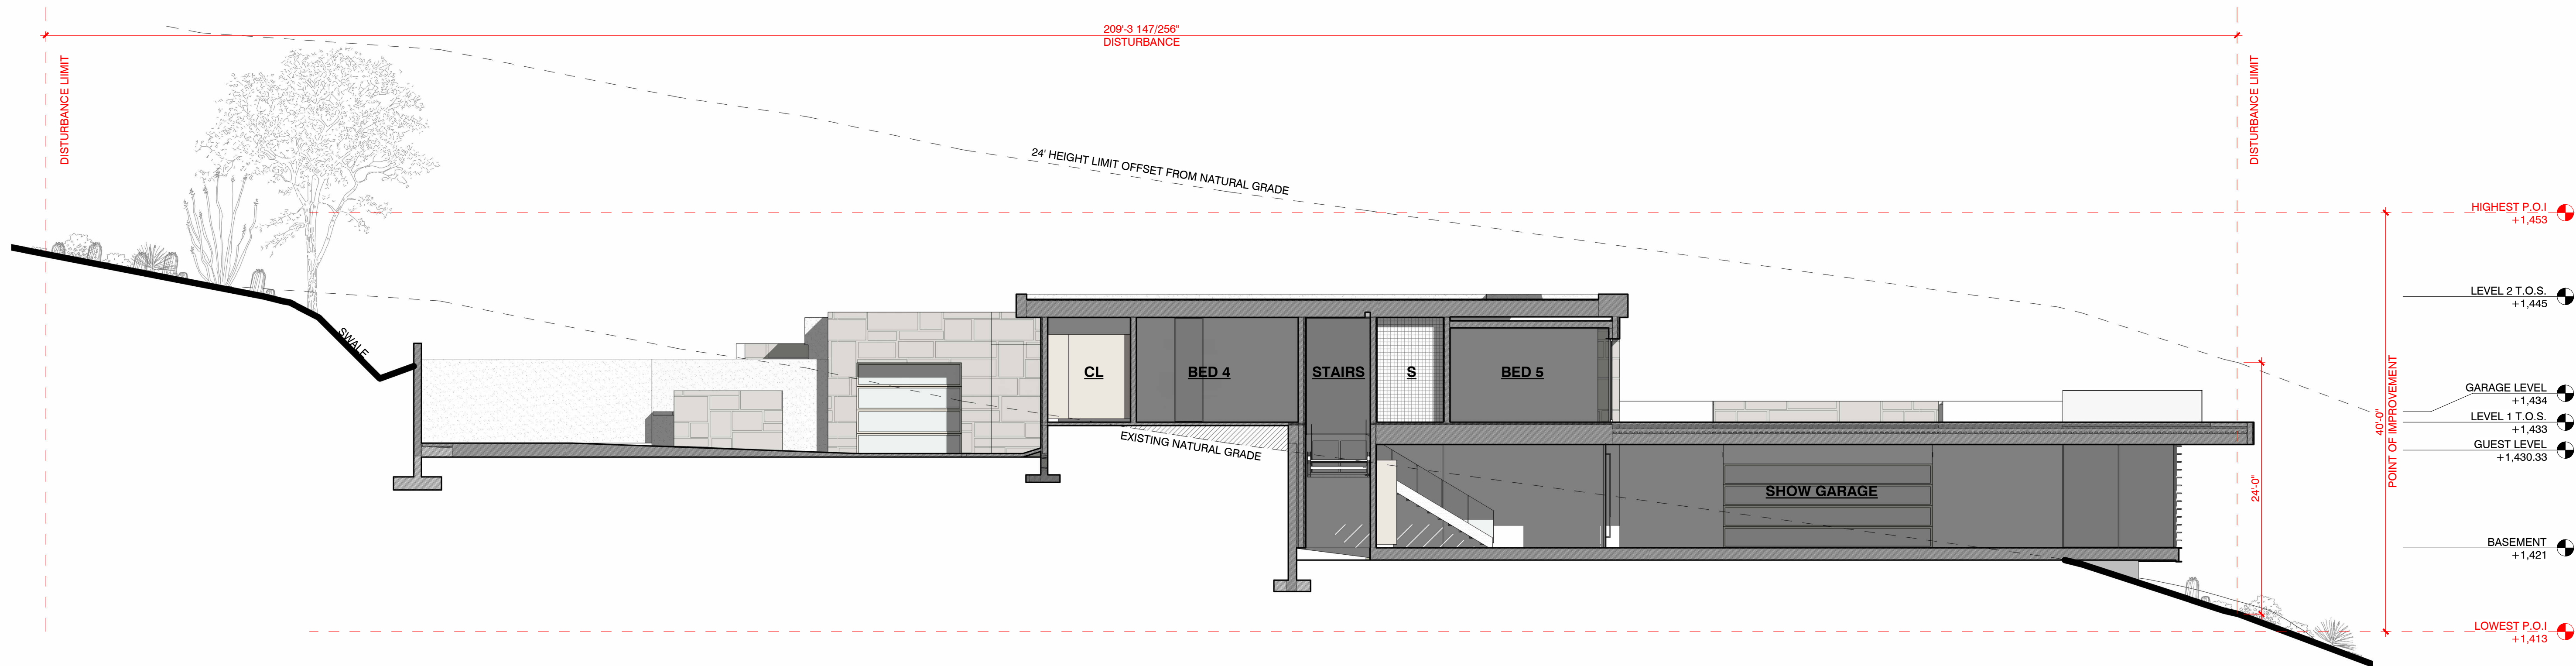 209'-3 147/256"
DISTURBANCE
DISTURBANCE LIIMIT
DISTURBANCE LIIMIT
24' HEIGHT LIMIT OFFSET FROM NATURAL GRADE
HIGHEST P.O.I
+1,453
LEVEL 2 T.O.S.
+1,445
SWALE
CL
BED 4
STAIRS
S
BED 5
GARAGE LEVEL
+1,434
LEVEL 1 T.O.S.
+1,433
GUEST LEVEL
+1,430.33
40'-0"
POINT OF IMPROVEMENT
EXISTING NATURAL GRADE
SHOW GARAGE
24'-0"
BASEMENT
+1,421
LOWEST P.O.I
+1,413